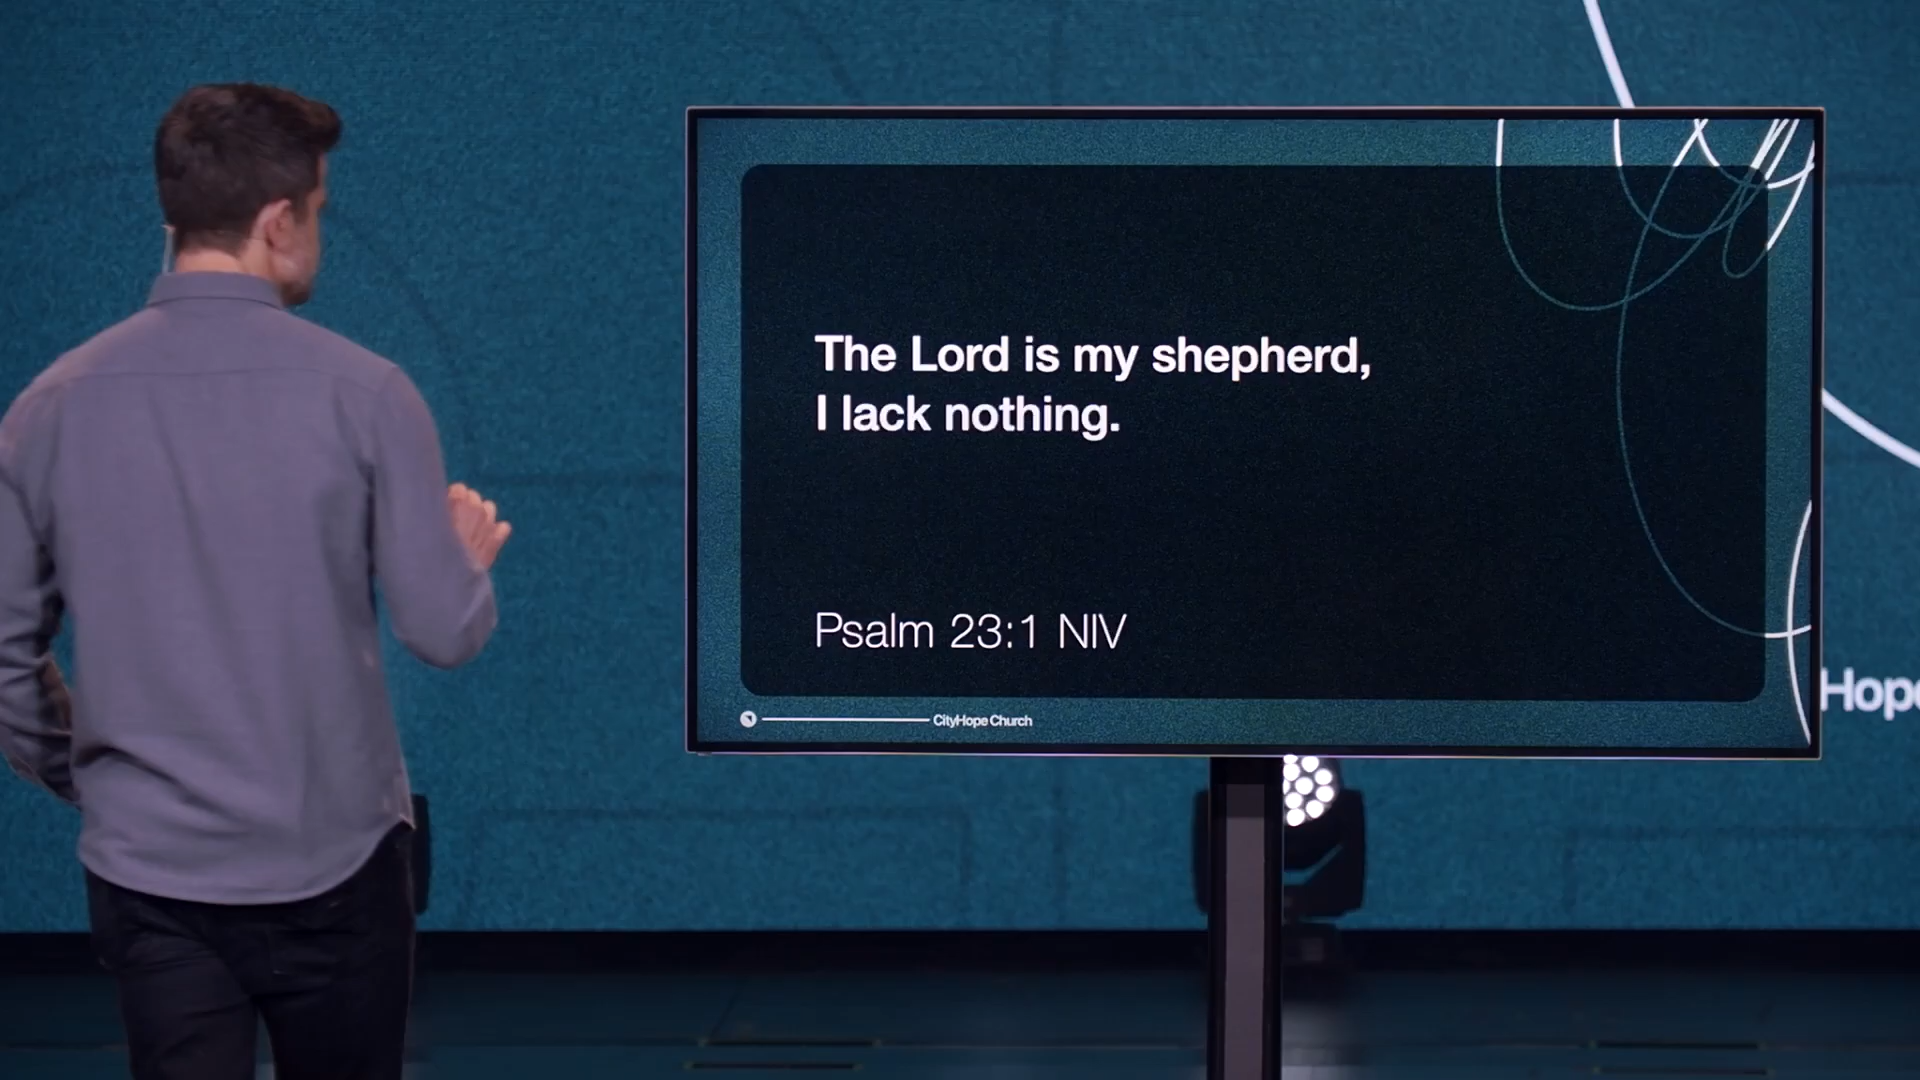 The Lord is my shepherd,
I lack nothing.
Psalm 23:1 NIV
CityHope Church
Hope